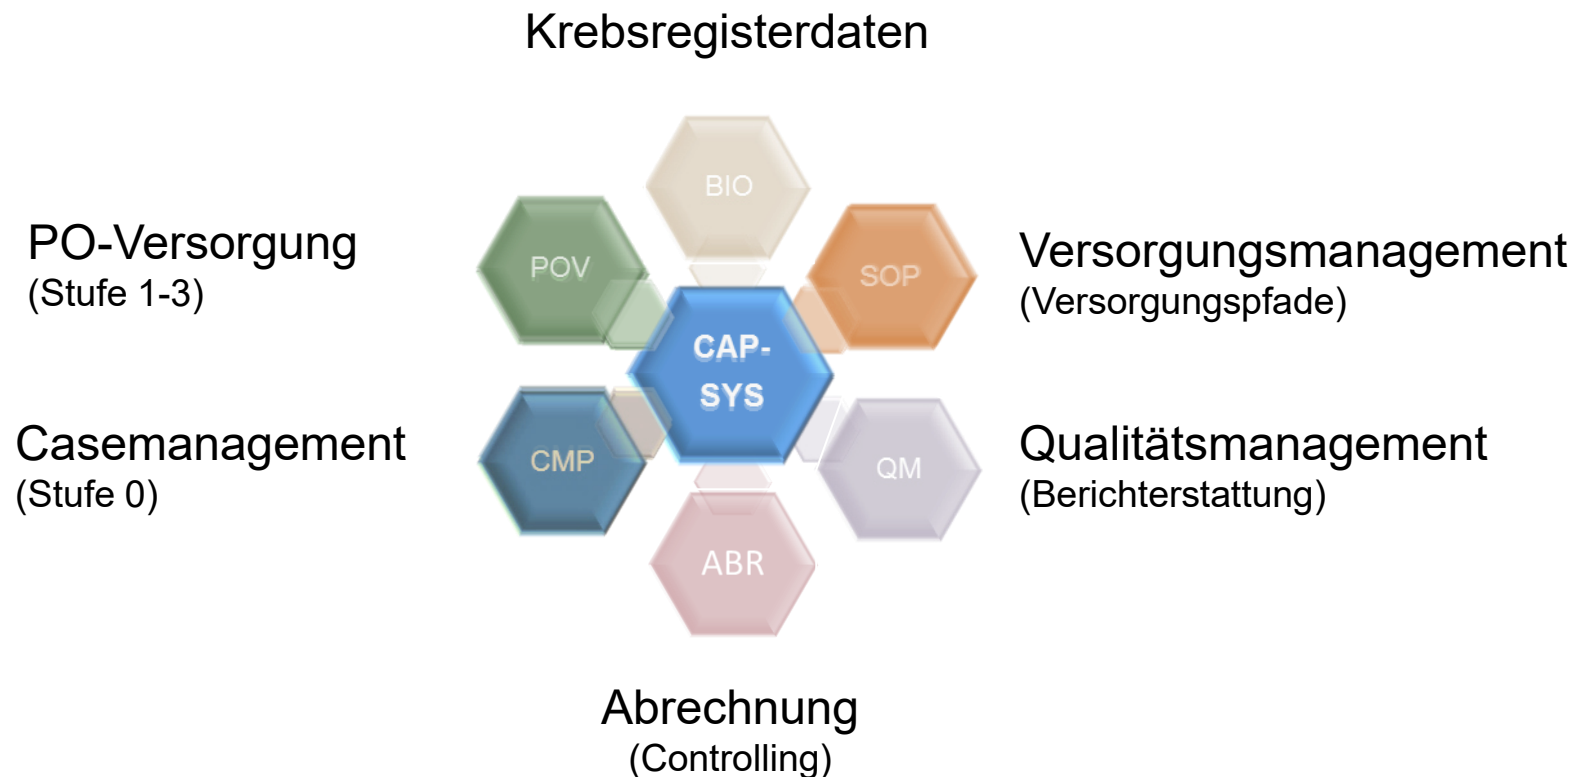 Krebsregisterdaten
BIO
PO-Versorgung
(Stufe 1-3)
POV
SOP
Versorgungsmanagement
(Versorgungspfade)
CAP-
SYS
Casemanagement
(Stufe 0)
CMP
QM
Qualitätsmanagement
(Berichterstattung)
ABR
Abrechnung
(Controlling)